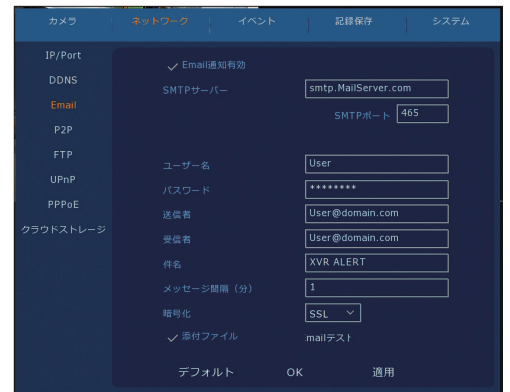 カメラ ネットワーク イベント 記録保存 システム
IP/Port
DDNS
Email
P2P
FTP
UPnP
PPPoE
クラウドストレージ
Email通知有効
SMTPサーバー smtp.MailServer.com
SMTPポート 465
ユーザー名 User
パスワード ********
送信者 User@domain.com
受信者 User@domain.com
件名 XVR ALERT
メッセージ間隔（分） 1
暗号化 SSL
添付ファイル mailテスト
デフォルト OK 適用